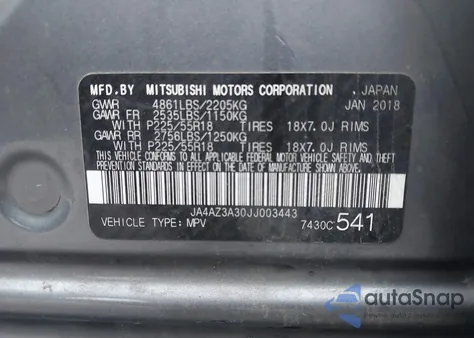 MFD.BY MITSUBISHI MOTORS CORPORATION . JAPAN
GVWR 4861LBS/2205KG JAN 2018
GAWR FR 2535LBS/1150KG
WITH P225/55R18 TIRES 18X7.0J RIMS
GAWR RR 2756LBS/1250KG
WITH P225/55R18 TIRES 18X7.0J RIMS
THIS VEHICLE CONFORMS TO ALL APPLICABLE FEDERAL MOTOR VEHICLE SAFETY, BUMPER, AND THEFT
PREVENTION STANDARDS IN EFFECT ON THE DATE OF MANUFACTURE SHOWN ABOVE.
JA4AZ3A30JJ003443
VEHICLE TYPE: MPV 7430C 541
autoSnap